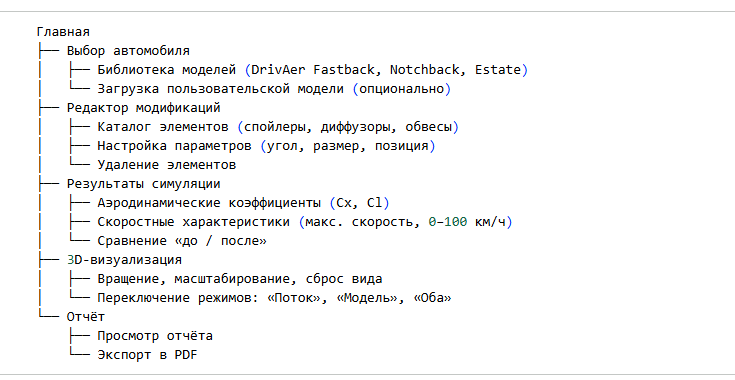 Главная
├── Выбор автомобиля
│   ├── Библиотека моделей (DrivAer Fastback, Notchback, Estate)
│   └── Загрузка пользовательской модели (опционально)
├── Редактор модификаций
│   ├── Каталог элементов (спойлеры, диффузоры, обвесы)
│   ├── Настройка параметров (угол, размер, позиция)
│   └── Удаление элементов
├── Результаты симуляции
│   ├── Аэродинамические коэффициенты (Cx, Cl)
│   ├── Скоростные характеристики (макс. скорость, 0–100 км/ч)
│   └── Сравнение «до / после»
├── 3D-визуализация
│   ├── Вращение, масштабирование, сброс вида
│   └── Переключение режимов: «Поток», «Модель», «Оба»
└── Отчёт
    ├── Просмотр отчёта
    └── Экспорт в PDF